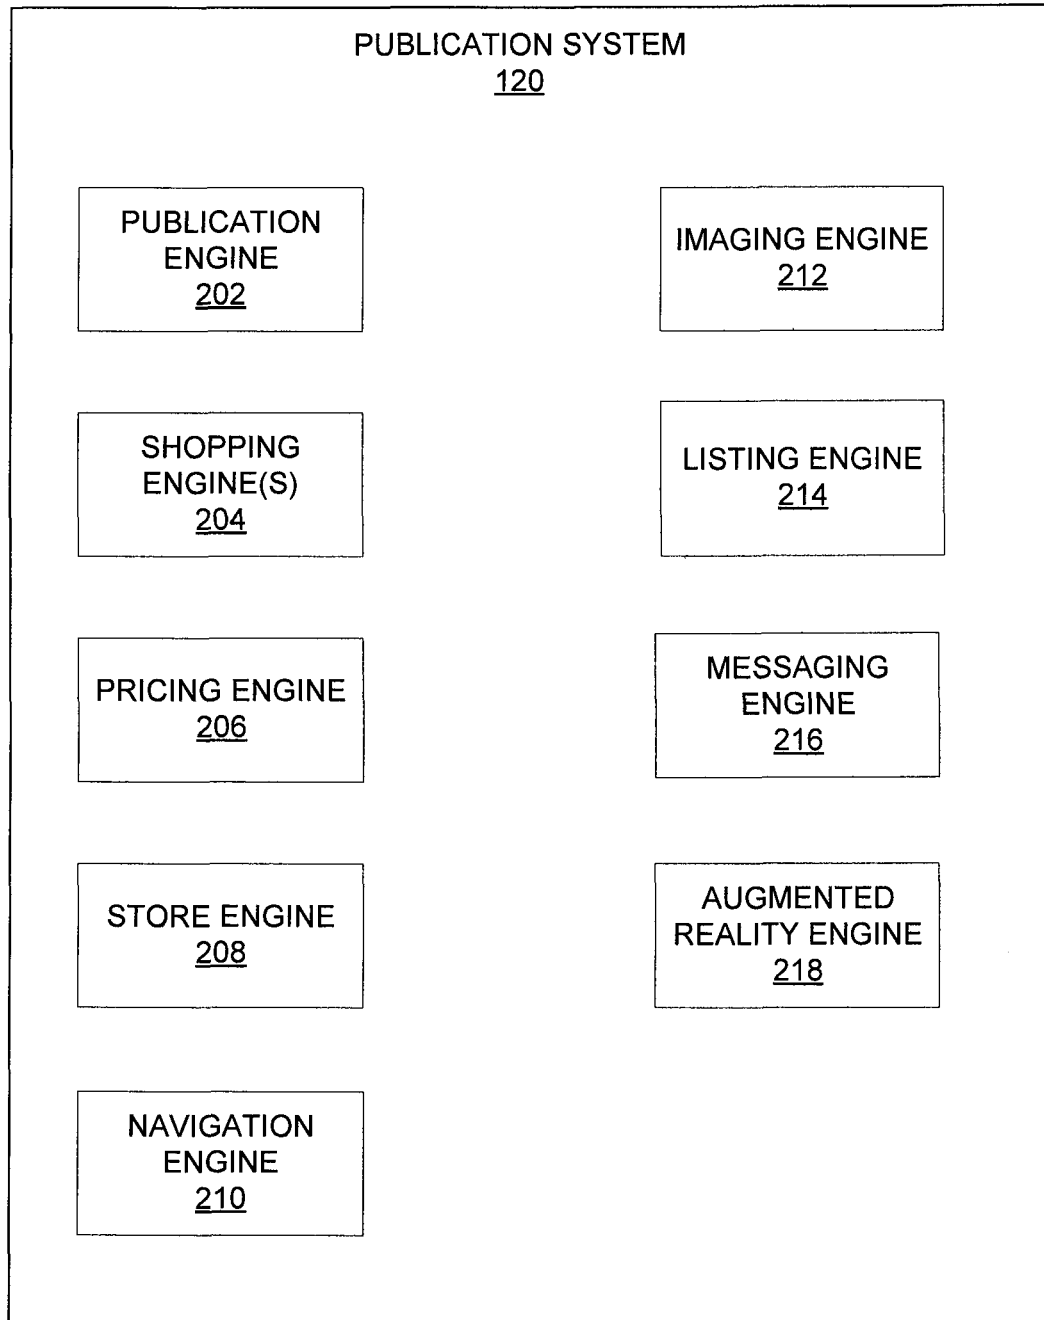 PUBLICATION SYSTEM
120
PUBLICATION
ENGINE
202
SHOPPING
ENGINE(S)
204
PRICING ENGINE
206
STORE ENGINE
208
NAVIGATION
ENGINE
210
IMAGING ENGINE
212
LISTING ENGINE
214
MESSAGING
ENGINE
216
AUGMENTED
REALITY ENGINE
218